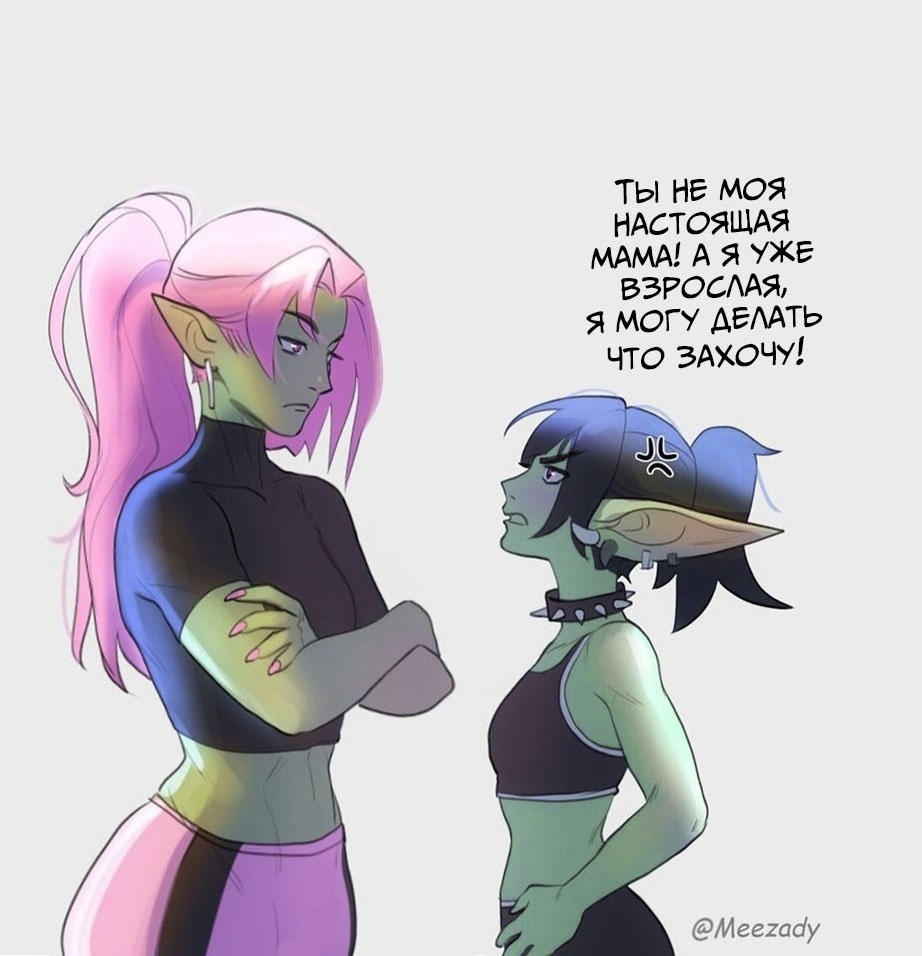 ТЫ НЕ МОЯ
НАСТОЯЩАЯ
МАМА! А Я УЖЕ
ВЗРОСЛАЯ,
Я МОГУ ДЕЛАТЬ
ЧТО ЗАХОЧУ!
@Meezady